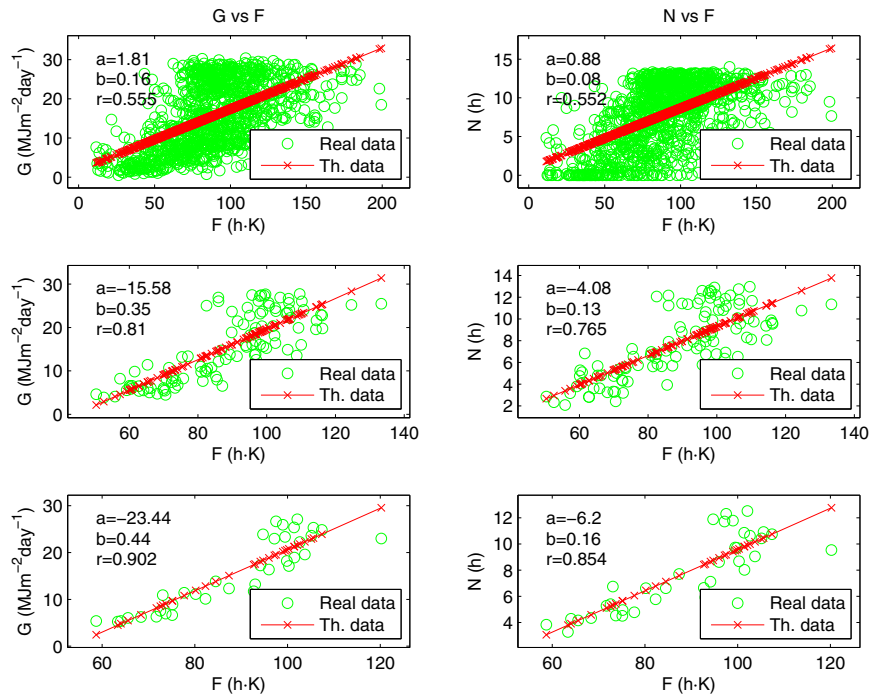 G vs F
G (MJm−2day−1)
30
20
10
0
a=1.81
b=0.16
r=0.555
Real data
Th. data
0 50 100 150 200
F (h·K)
N vs F
N (h)
15
10
5
0
a=0.88
b=0.08
r=0.552
Real data
Th. data
0 50 100 150 200
F (h·K)
G (MJm−2day−1)
30
20
10
0
a=−15.58
b=0.35
r=0.81
Real data
Th. data
60 80 100 120 140
F (h·K)
N (h)
14
12
10
8
6
4
2
a=−4.08
b=0.13
r=0.765
Real data
Th. data
60 80 100 120 140
F (h·K)
G (MJm−2day−1)
30
20
10
0
a=−23.44
b=0.44
r=0.902
Real data
Th. data
60 80 100 120
F (h·K)
N (h)
12
10
8
6
4
a=−6.2
b=0.16
r=0.854
Real data
Th. data
60 80 100 120
F (h·K)